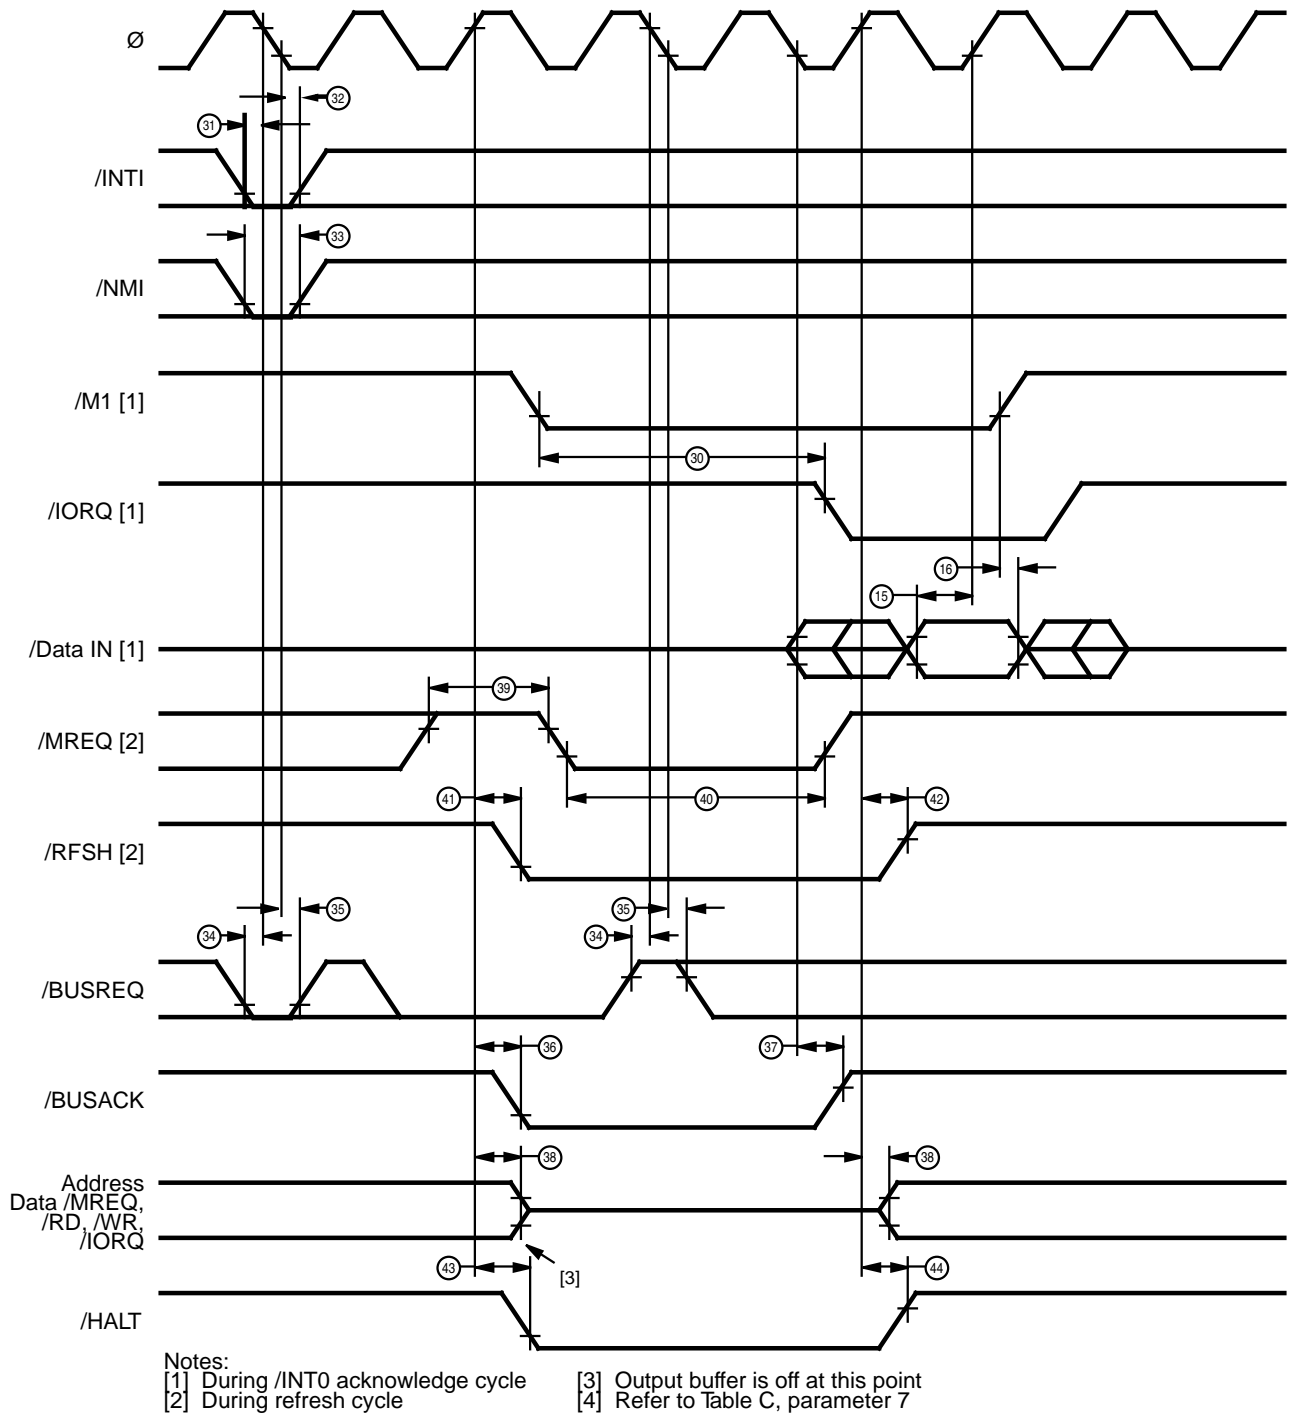 Ø
32
31
/INTI
33
/NMI
/M1 [1]
30
/IORQ [1]
16
15
/Data IN [1]
39
/MREQ [2]
41
40
42
/RFSH [2]
35
35
34
34
/BUSREQ
36
37
/BUSACK
38
38
Address
Data /MREQ,
/RD, /WR,
/IORQ
43
[3]
44
/HALT
Notes:
[1] During /INT0 acknowledge cycle
[2] During refresh cycle
[3] Output buffer is off at this point
[4] Refer to Table C, parameter 7